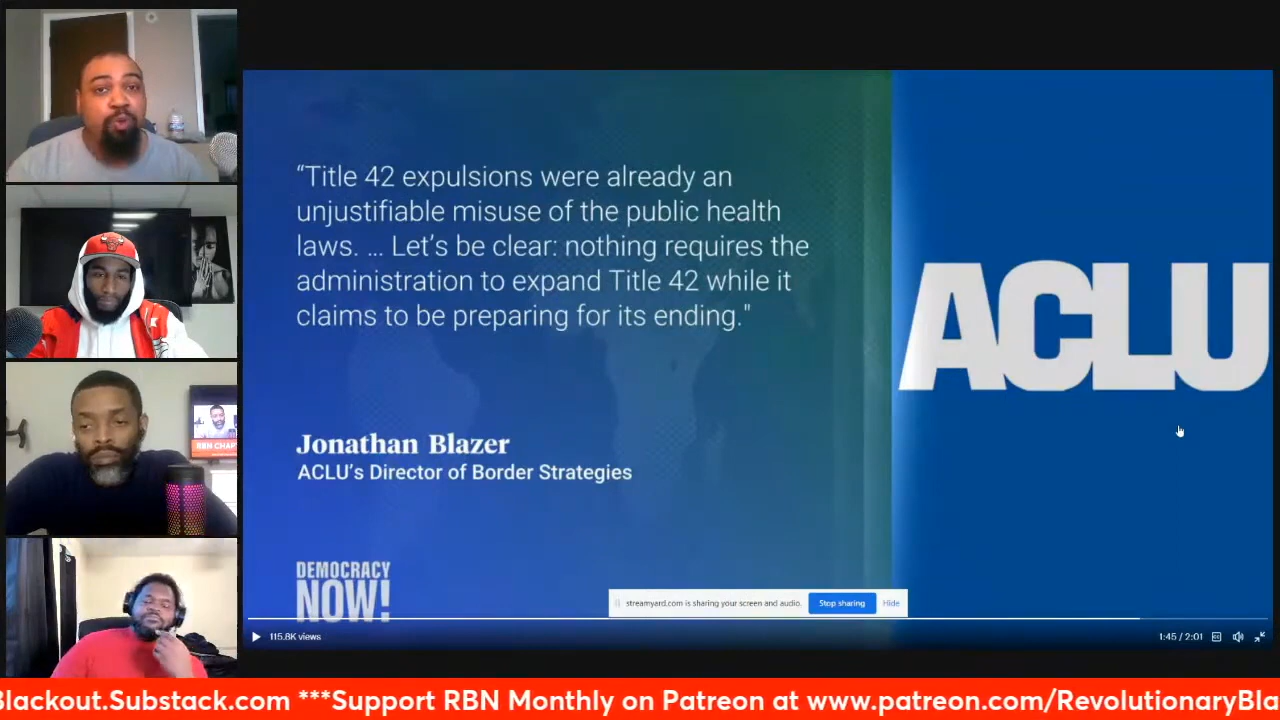 “Title 42 expulsions were already an
unjustifiable misuse of the public health
laws. ... Let’s be clear: nothing requires the
administration to expand Title 42 while it
claims to be preparing for its ending."
Jonathan Blazer
ACLU’s Director of Border Strategies
DEMOCRACY
NOW!
ACLU
streamyard.com is sharing your screen and audio.
Stop sharing
Hide
115.8K views
1:45 / 2:01
RBN CHAP
Blackout.Substack.com ***Support RBN Monthly on Patreon at www.patreon.com/RevolutionaryBla